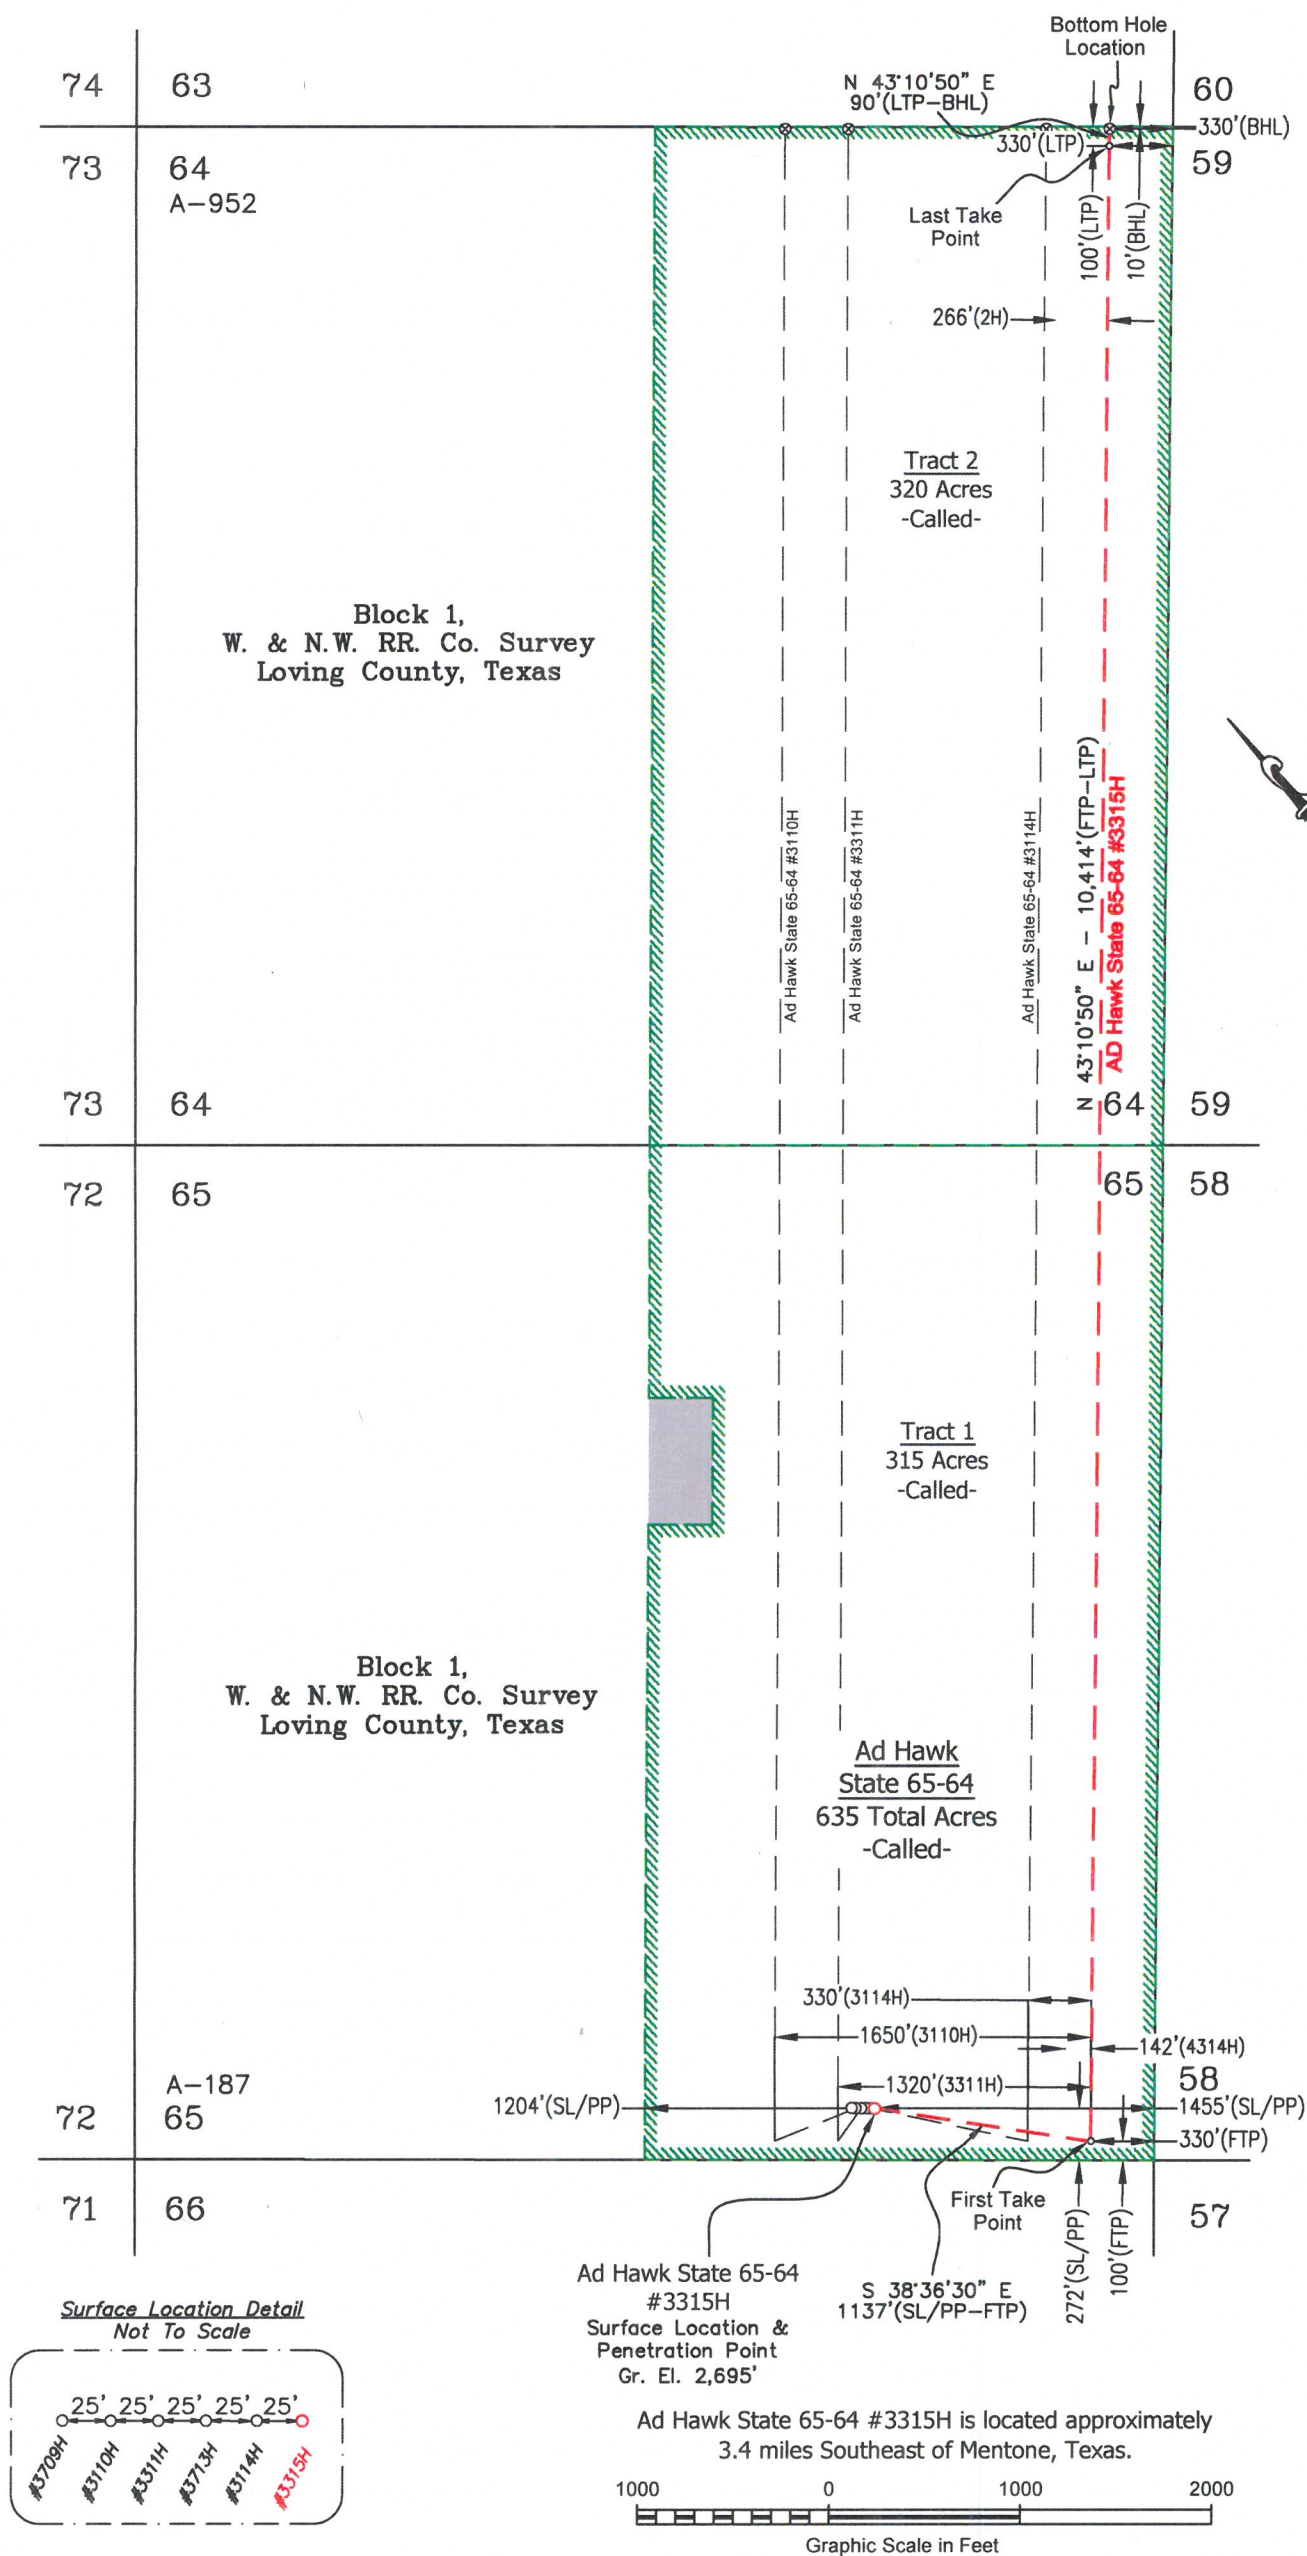 Bottom Hole
Location
74
63
N 43°10'50" E
90'(LTP-BHL)
60
330'(BHL)
73
64
A-952
330'(LTP)
59
Last Take
Point
100'(LTP)
10'(BHL)
266'(2H)
Tract 2
320 Acres
-Called-
Block 1,
W. & N.W. RR. Co. Survey
Loving County, Texas
Ad Hawk State 65-64 #3110H
Ad Hawk State 65-64 #3311H
Ad Hawk State 65-64 #3114H
N 43°10'50" E - 10,414'(FTP-LTP)
AD Hawk State 65-64 #3315H
73
64
64
59
72
65
65
58
Tract 1
315 Acres
-Called-
Block 1,
W. & N.W. RR. Co. Survey
Loving County, Texas
Ad Hawk
State 65-64
635 Total Acres
-Called-
330'(3114H)
1650'(3110H)
142'(4314H)
A-187
1320'(3311H)
58
72
65
1204'(SL/PP)
1455'(SL/PP)
330'(FTP)
71
66
First Take
Point
57
272'(SL/PP)
100'(FTP)
Ad Hawk State 65-64
#3315H
Surface Location &
Penetration Point
Gr. El. 2,695'
S 38°36'30" E
1137'(SL/PP-FTP)
Surface Location Detail
Not To Scale
25' 25' 25' 25' 25'
#3709H
#3110H
#3311H
#3713H
#3114H
#3315H
Ad Hawk State 65-64 #3315H is located approximately
3.4 miles Southeast of Mentone, Texas.
1000 0 1000 2000
Graphic Scale in Feet